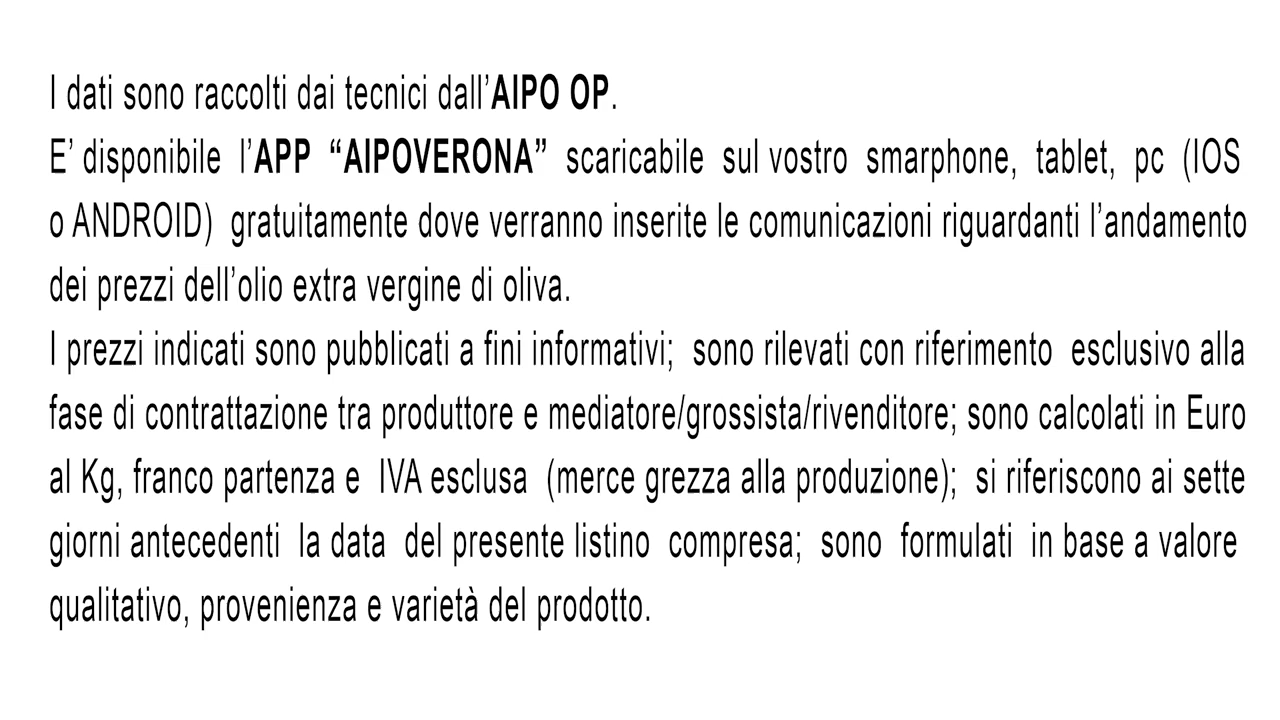 I dati sono raccolti dai tecnici dall’AIPO OP.
E’ disponibile l’APP “AIPOVERONA” scaricabile sul vostro smarphone, tablet, pc (IOS
o ANDROID) gratuitamente dove verranno inserite le comunicazioni riguardanti l’andamento
dei prezzi dell’olio extra vergine di oliva.
I prezzi indicati sono pubblicati a fini informativi; sono rilevati con riferimento esclusivo alla
fase di contrattazione tra produttore e mediatore/grossista/rivenditore; sono calcolati in Euro
al Kg, franco partenza e IVA esclusa (merce grezza alla produzione); si riferiscono ai sette
giorni antecedenti la data del presente listino compresa; sono formulati in base a valore
qualitativo, provenienza e varietà del prodotto.